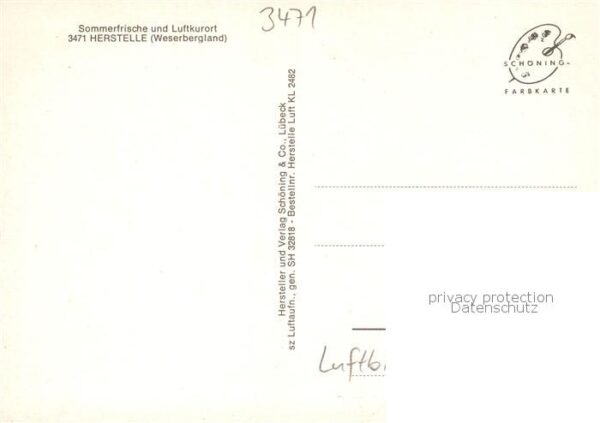 Sommerfrische und Luftkurort
3471 HERSTELLE (Weserbergland)
3471
SCHÖNING-
FARBKARTE
Hersteller und Verlag Schöning & Co., Lübeck
sz Luftaufn., gen. SH 32818 - Bestellnr. Herstelle Luft KL 2482
privacy protection
Datenschutz